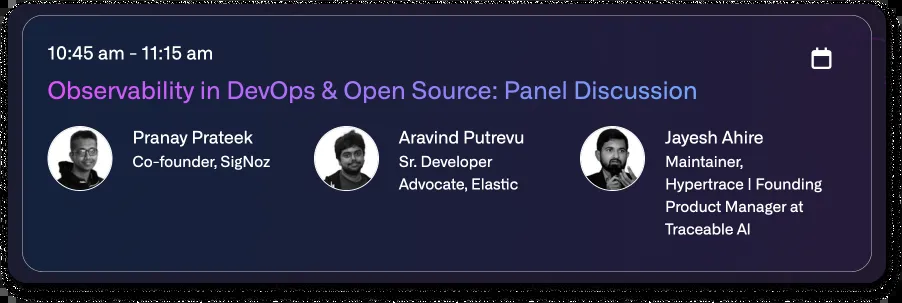 10:45 am - 11:15 am
Observability in DevOps & Open Source: Panel Discussion
Pranay Prateek
Co-founder, SigNoz
Aravind Putrevu
Sr. Developer
Advocate, Elastic
Jayesh Ahire
Maintainer,
Hypertrace | Founding
Product Manager at
Traceable AI